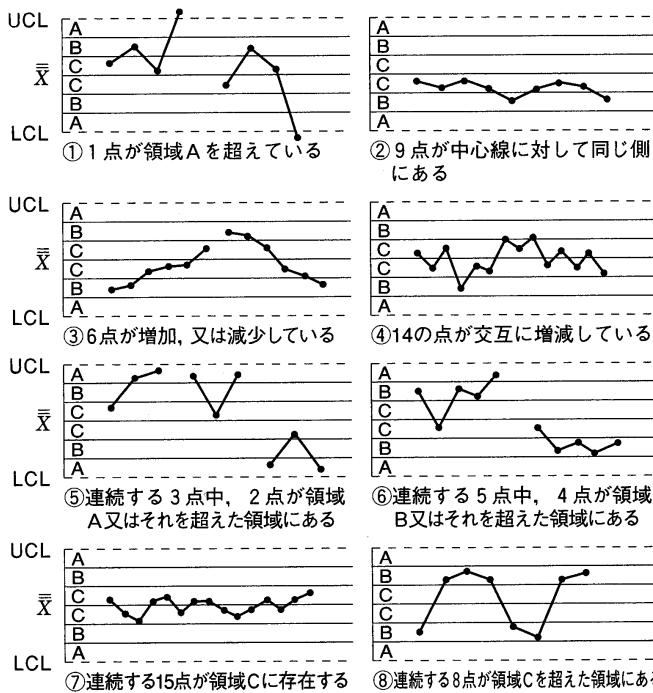 UCL
A
B
C
X̿
C
B
LCL
A
①1点が領域Aを超えている
A
B
C
C
B
A
②9点が中心線に対して同じ側
にある
UCL
A
B
C
X̿
C
B
A
LCL
③6点が増加，又は減少している
A
B
C
C
B
A
④14の点が交互に増減している
UCL
A
B
C
X̿
C
B
LCL
A
⑤連続する3点中，2点が領域
A又はそれを超えた領域にある
A
B
C
C
B
A
⑥連続する5点中，4点が領域
B又はそれを超えた領域にある
UCL
A
B
C
X̿
C
B
A
LCL
⑦連続する15点が領域Cに存在する
A
B
C
C
B
A
⑧連続する8点が領域Cを超えた領域にある